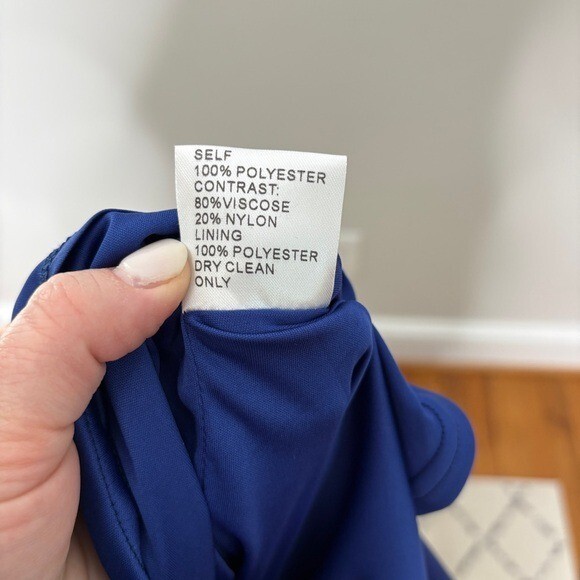 SELF
100% POLYESTER
CONTRAST:
80%VISCOSE
20% NYLON
LINING
100% POLYESTER
DRY CLEAN
ONLY